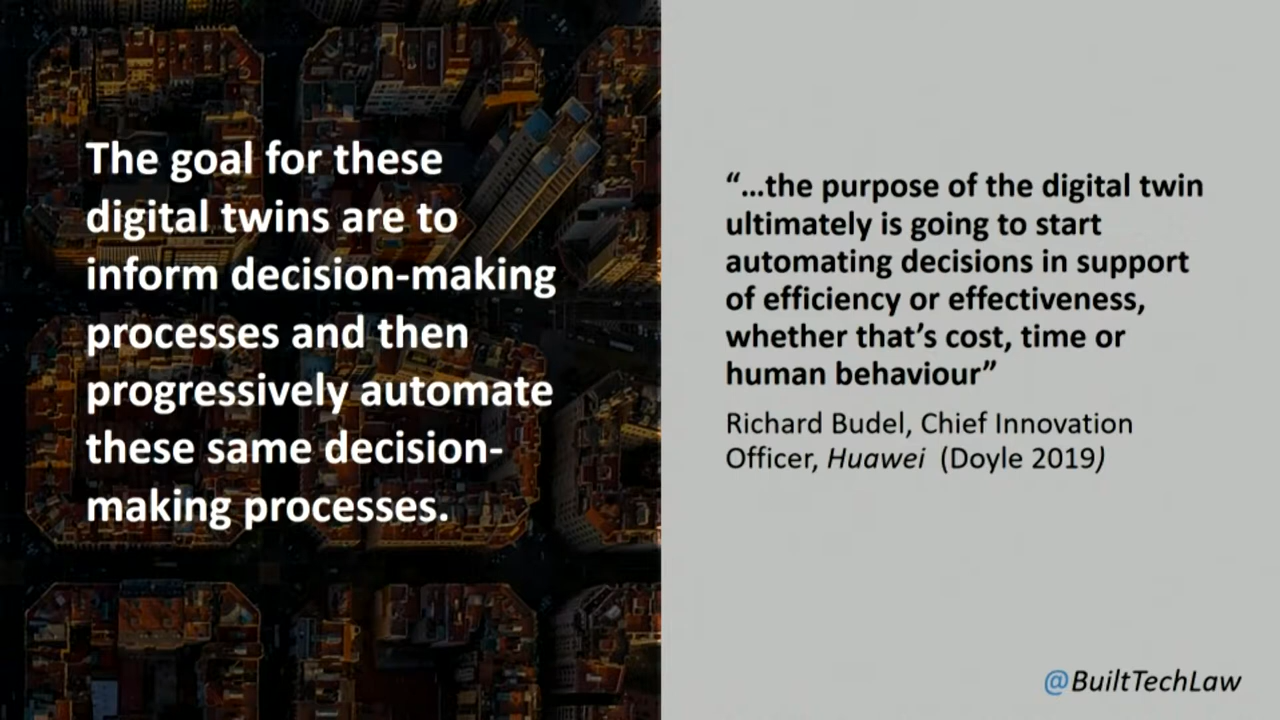 The goal for these
digital twins are to
inform decision-making
processes and then
progressively automate
these same decision-
making processes.
“…the purpose of the digital twin
ultimately is going to start
automating decisions in support
of efficiency or effectiveness,
whether that’s cost, time or
human behaviour”
Richard Budel, Chief Innovation
Officer, Huawei (Doyle 2019)
@BuiltTechLaw